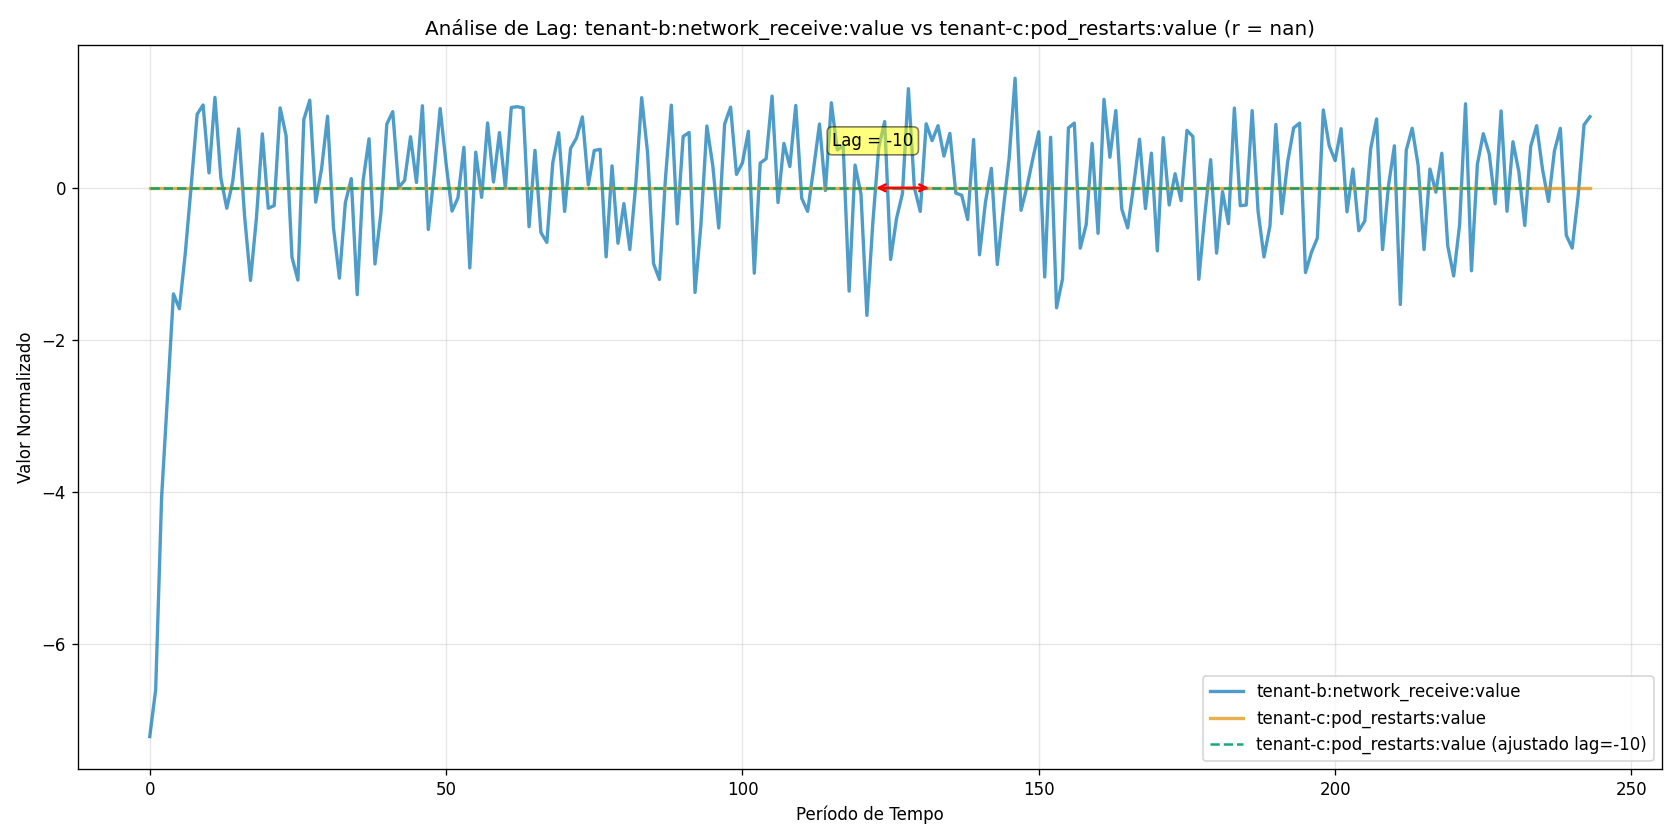 Análise de Lag: tenant-b:network_receive:value vs tenant-c:pod_restarts:value (r = nan)
Valor Normalizado
0
−2
−4
−6
Lag = -10
tenant-b:network_receive:value
tenant-c:pod_restarts:value
tenant-c:pod_restarts:value (ajustado lag=-10)
0 50 100 150 200 250
Período de Tempo